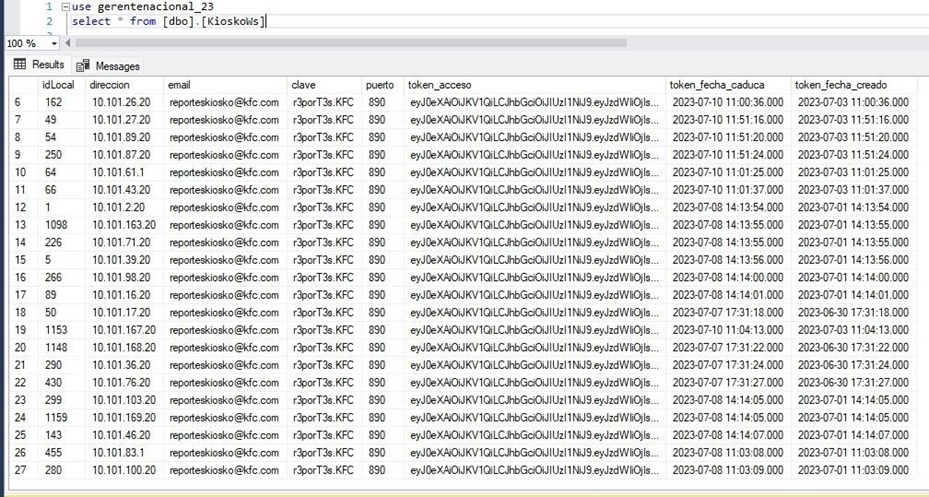 1 use gerentenacional_23
2 select * from [dbo].[KioskoWs]
100 %
Results Messages
idLocal direccion email clave puerto token_acceso token_fecha_caduca token_fecha_creado
6 162 10.101.26.20 reporteskiosko@kfc.com r3porT3s.KFC 890 eyJ0eXAiOiJKV1QiLCJhbGciOiJIUzI1NiJ9.eyJzdWIiOjIs... 2023-07-10 11:00:36.000 2023-07-03 11:00:36.000
7 49 10.101.27.20 reporteskiosko@kfc.com r3porT3s.KFC 890 eyJ0eXAiOiJKV1QiLCJhbGciOiJIUzI1NiJ9.eyJzdWIiOjIs... 2023-07-10 11:51:16.000 2023-07-03 11:51:16.000
8 54 10.101.89.20 reporteskiosko@kfc.com r3porT3s.KFC 890 eyJ0eXAiOiJKV1QiLCJhbGciOiJIUzI1NiJ9.eyJzdWIiOjIs... 2023-07-10 11:51:20.000 2023-07-03 11:51:20.000
9 250 10.101.87.20 reporteskiosko@kfc.com r3porT3s.KFC 890 eyJ0eXAiOiJKV1QiLCJhbGciOiJIUzI1NiJ9.eyJzdWIiOjIs... 2023-07-10 11:51:24.000 2023-07-03 11:51:24.000
10 64 10.101.61.1 reporteskiosko@kfc.com r3porT3s.KFC 890 eyJ0eXAiOiJKV1QiLCJhbGciOiJIUzI1NiJ9.eyJzdWIiOjIs... 2023-07-10 11:01:25.000 2023-07-03 11:01:25.000
11 66 10.101.43.20 reporteskiosko@kfc.com r3porT3s.KFC 890 eyJ0eXAiOiJKV1QiLCJhbGciOiJIUzI1NiJ9.eyJzdWIiOjIs... 2023-07-10 11:01:37.000 2023-07-03 11:01:37.000
12 1 10.101.2.20 reporteskiosko@kfc.com r3porT3s.KFC 890 eyJ0eXAiOiJKV1QiLCJhbGciOiJIUzI1NiJ9.eyJzdWIiOjIs... 2023-07-08 14:13:54.000 2023-07-01 14:13:54.000
13 1098 10.101.163.20 reporteskiosko@kfc.com r3porT3s.KFC 890 eyJ0eXAiOiJKV1QiLCJhbGciOiJIUzI1NiJ9.eyJzdWIiOjIs... 2023-07-08 14:13:55.000 2023-07-01 14:13:55.000
14 226 10.101.71.20 reporteskiosko@kfc.com r3porT3s.KFC 890 eyJ0eXAiOiJKV1QiLCJhbGciOiJIUzI1NiJ9.eyJzdWIiOjIs... 2023-07-08 14:13:55.000 2023-07-01 14:13:55.000
15 5 10.101.39.20 reporteskiosko@kfc.com r3porT3s.KFC 890 eyJ0eXAiOiJKV1QiLCJhbGciOiJIUzI1NiJ9.eyJzdWIiOjIs... 2023-07-08 14:13:56.000 2023-07-01 14:13:56.000
16 266 10.101.98.20 reporteskiosko@kfc.com r3porT3s.KFC 890 eyJ0eXAiOiJKV1QiLCJhbGciOiJIUzI1NiJ9.eyJzdWIiOjIs... 2023-07-08 14:14:00.000 2023-07-01 14:14:00.000
17 89 10.101.16.20 reporteskiosko@kfc.com r3porT3s.KFC 890 eyJ0eXAiOiJKV1QiLCJhbGciOiJIUzI1NiJ9.eyJzdWIiOjIs... 2023-07-08 14:14:01.000 2023-07-01 14:14:01.000
18 50 10.101.17.20 reporteskiosko@kfc.com r3porT3s.KFC 890 eyJ0eXAiOiJKV1QiLCJhbGciOiJIUzI1NiJ9.eyJzdWIiOjIs... 2023-07-07 17:31:18.000 2023-06-30 17:31:18.000
19 1153 10.101.167.20 reporteskiosko@kfc.com r3porT3s.KFC 890 eyJ0eXAiOiJKV1QiLCJhbGciOiJIUzI1NiJ9.eyJzdWIiOjIs... 2023-07-10 11:04:13.000 2023-07-03 11:04:13.000
20 1148 10.101.168.20 reporteskiosko@kfc.com r3porT3s.KFC 890 eyJ0eXAiOiJKV1QiLCJhbGciOiJIUzI1NiJ9.eyJzdWIiOjIs... 2023-07-07 17:31:22.000 2023-06-30 17:31:22.000
21 290 10.101.36.20 reporteskiosko@kfc.com r3porT3s.KFC 890 eyJ0eXAiOiJKV1QiLCJhbGciOiJIUzI1NiJ9.eyJzdWIiOjIs... 2023-07-07 17:31:24.000 2023-06-30 17:31:24.000
22 430 10.101.76.20 reporteskiosko@kfc.com r3porT3s.KFC 890 eyJ0eXAiOiJKV1QiLCJhbGciOiJIUzI1NiJ9.eyJzdWIiOjIs... 2023-07-07 17:31:27.000 2023-06-30 17:31:27.000
23 299 10.101.103.20 reporteskiosko@kfc.com r3porT3s.KFC 890 eyJ0eXAiOiJKV1QiLCJhbGciOiJIUzI1NiJ9.eyJzdWIiOjIs... 2023-07-08 14:14:05.000 2023-07-01 14:14:05.000
24 1159 10.101.169.20 reporteskiosko@kfc.com r3porT3s.KFC 890 eyJ0eXAiOiJKV1QiLCJhbGciOiJIUzI1NiJ9.eyJzdWIiOjIs... 2023-07-08 14:14:05.000 2023-07-01 14:14:05.000
25 143 10.101.46.20 reporteskiosko@kfc.com r3porT3s.KFC 890 eyJ0eXAiOiJKV1QiLCJhbGciOiJIUzI1NiJ9.eyJzdWIiOjIs... 2023-07-08 14:14:07.000 2023-07-01 14:14:07.000
26 455 10.101.83.1 reporteskiosko@kfc.com r3porT3s.KFC 890 eyJ0eXAiOiJKV1QiLCJhbGciOiJIUzI1NiJ9.eyJzdWIiOjIs... 2023-07-08 11:03:08.000 2023-07-01 11:03:08.000
27 280 10.101.100.20 reporteskiosko@kfc.com r3porT3s.KFC 890 eyJ0eXAiOiJKV1QiLCJhbGciOiJIUzI1NiJ9.eyJzdWIiOjIs... 2023-07-08 11:03:09.000 2023-07-01 11:03:09.000